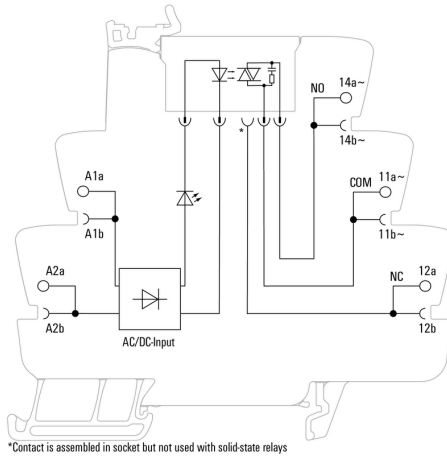 NO
14a~
14b~
*
A1a
COM
11a~
A1b
11b~
A2a
NC
12a
A2b
12b
AC/DC-Input
*Contact is assembled in socket but not used with solid-state relays